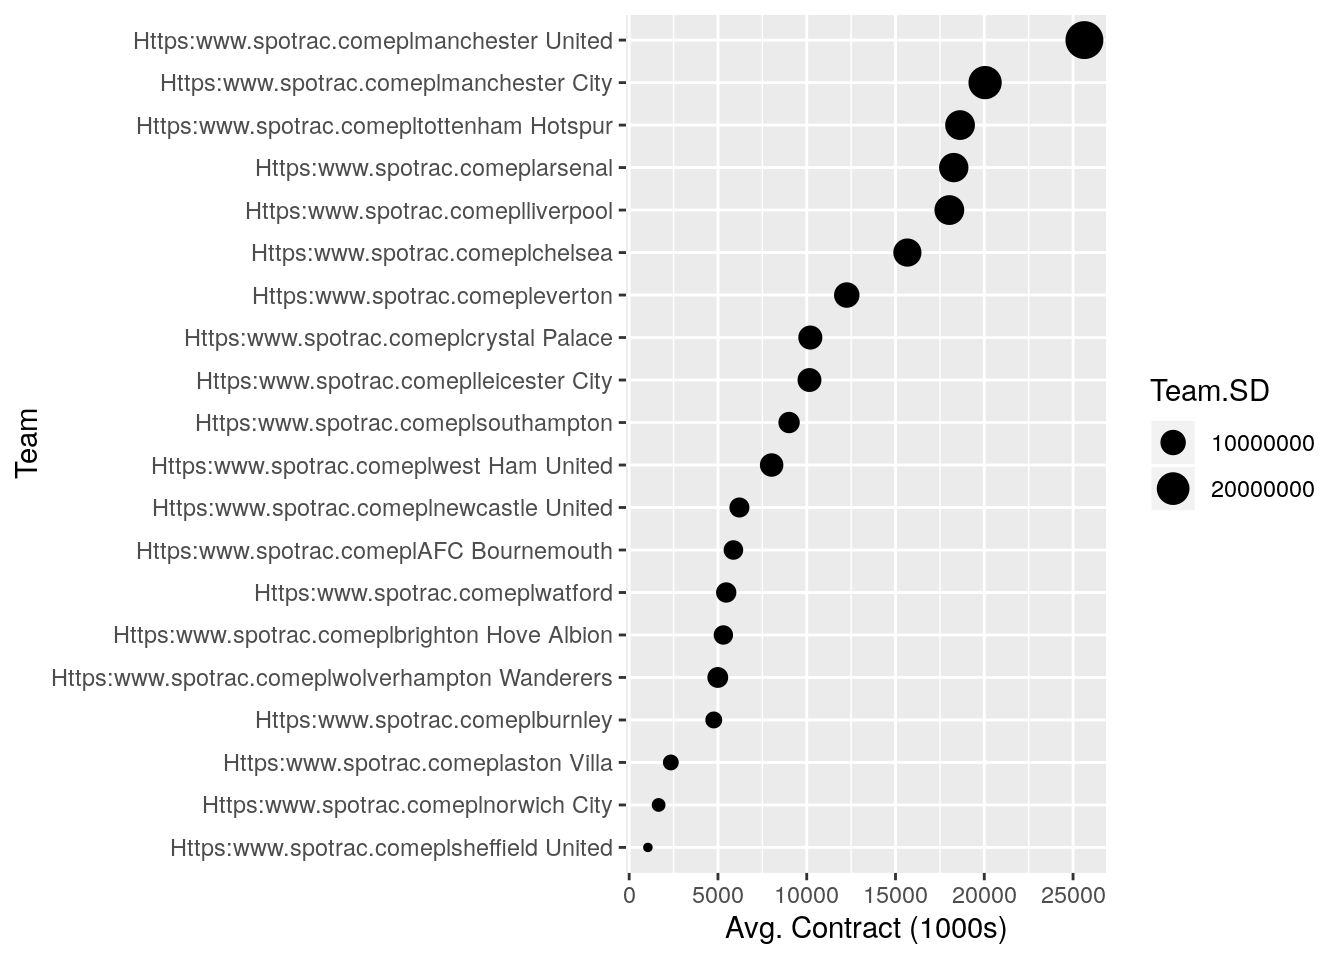 Https:www.spotrac.comeplmanchester United
Https:www.spotrac.comeplmanchester City
Https:www.spotrac.comepltottenham Hotspur
Https:www.spotrac.comeplarsenal
Https:www.spotrac.comeplliverpool
Https:www.spotrac.comeplchelsea
Https:www.spotrac.comepleverton
Https:www.spotrac.comeplcrystal Palace
Https:www.spotrac.comeplleicester City
Https:www.spotrac.comeplsouthampton
Https:www.spotrac.comeplwest Ham United
Https:www.spotrac.comeplnewcastle United
Https:www.spotrac.comeplAFC Bournemouth
Https:www.spotrac.comeplwatford
Https:www.spotrac.comeplbrighton Hove Albion
Https:www.spotrac.comeplwolverhampton Wanderers
Https:www.spotrac.comeplburnley
Https:www.spotrac.comeplaston Villa
Https:www.spotrac.comeplnorwich City
Https:www.spotrac.comeplsheffield United
Team
0 5000 10000 15000 20000 25000
Avg. Contract (1000s)
Team.SD
10000000
20000000